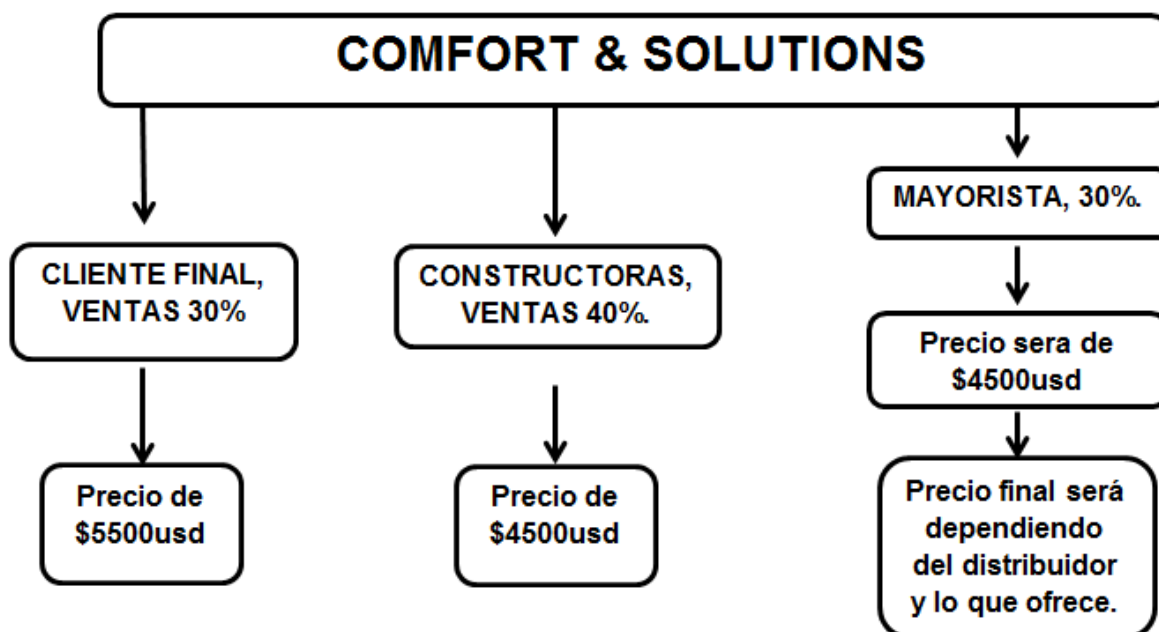 COMFORT & SOLUTIONS
CLIENTE FINAL,
VENTAS 30%
Precio de
$5500usd
CONSTRUCTORAS,
VENTAS 40%.
Precio de
$4500usd
MAYORISTA, 30%.
Precio sera de
$4500usd
Precio final será
dependiendo
del distribuidor
y lo que ofrece.